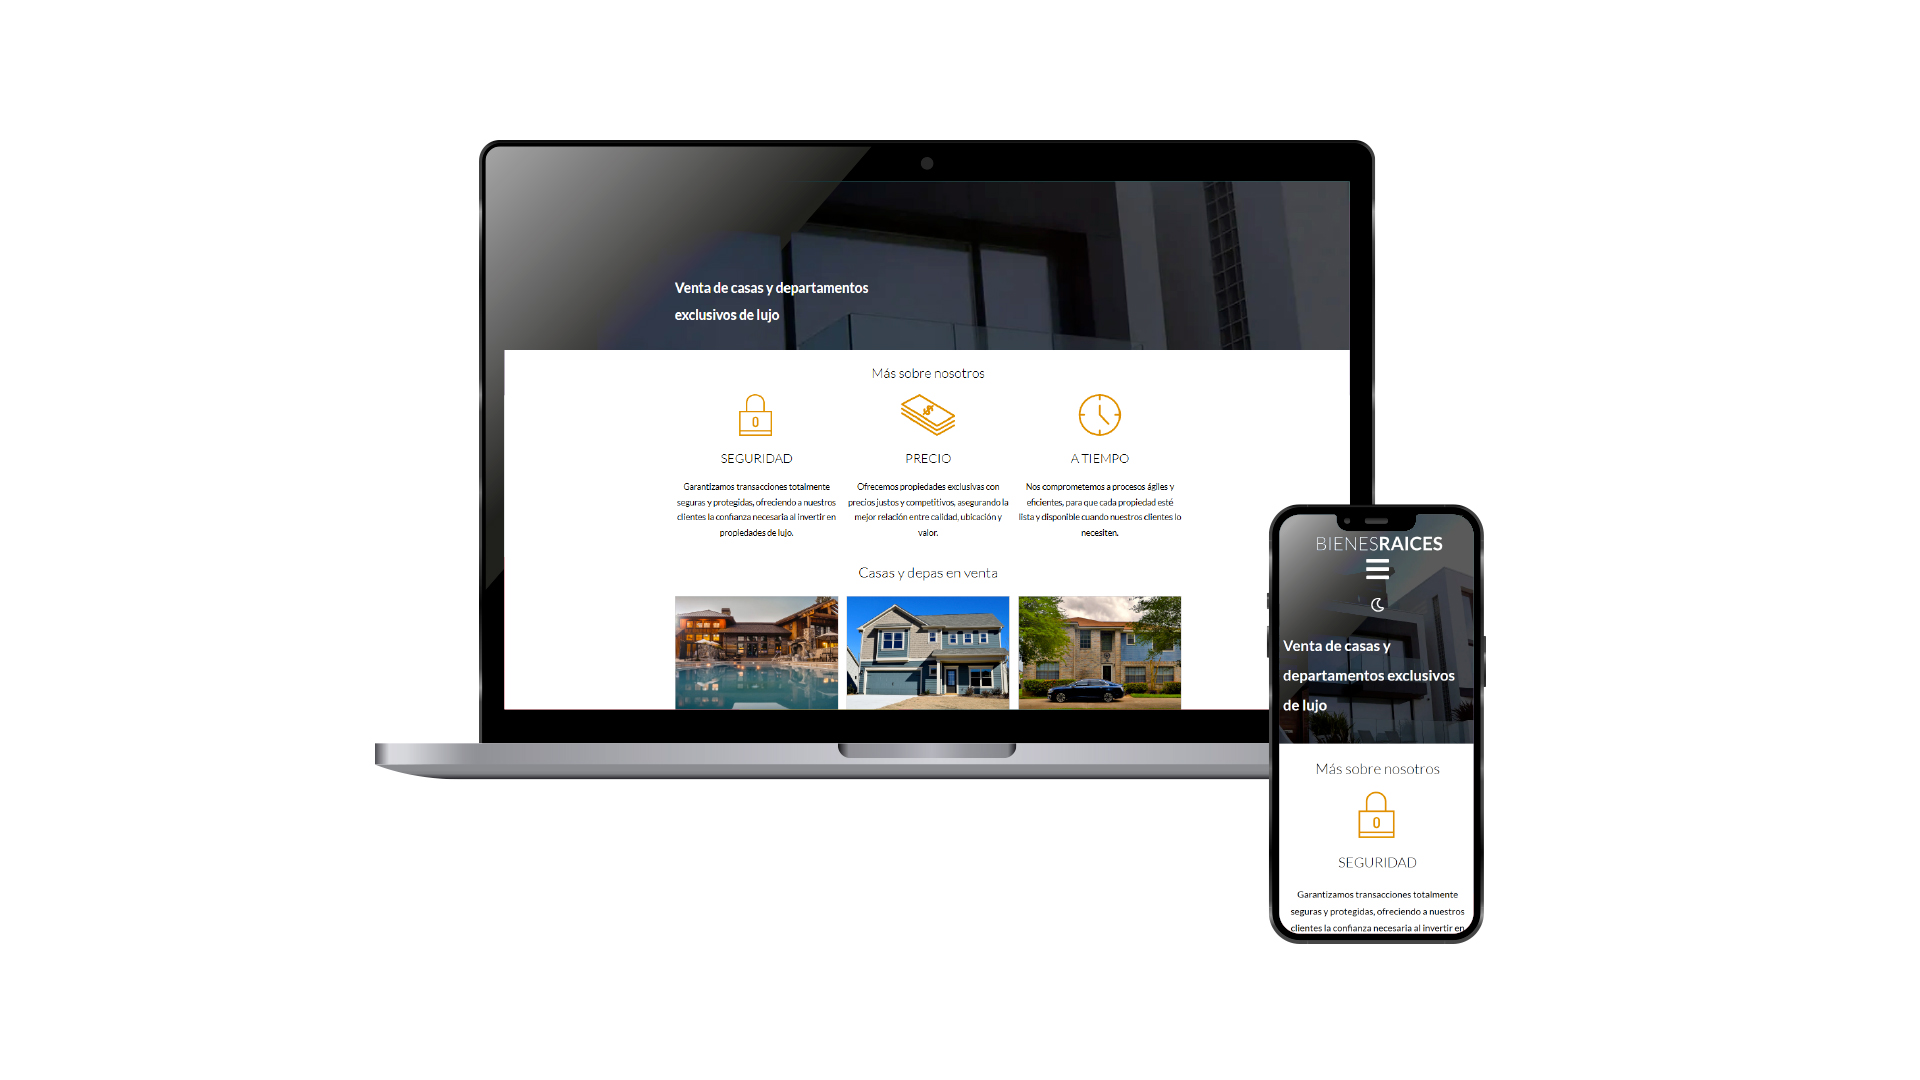 Venta de casas y departamentos
exclusivos de lujo
Más sobre nosotros
SEGURIDAD
Garantizamos transacciones totalmente
seguras y protegidas, ofreciendo a nuestros
clientes la confianza necesaria al invertir en
propiedades de lujo.
PRECIO
Ofrecemos propiedades exclusivas con
precios justos y competitivos, asegurando la
mejor relación entre calidad, ubicación y
valor.
A TIEMPO
Nos comprometemos a procesos ágiles y
eficientes, para que cada propiedad esté
lista y disponible cuando nuestros clientes lo
necesiten.
Casas y depas en venta
BIENESRAICES
Venta de casas y
departamentos exclusivos
de lujo
Más sobre nosotros
SEGURIDAD
Garantizamos transacciones totalmente
seguras y protegidas, ofreciendo a nuestros
clientes la confianza necesaria al invertir en